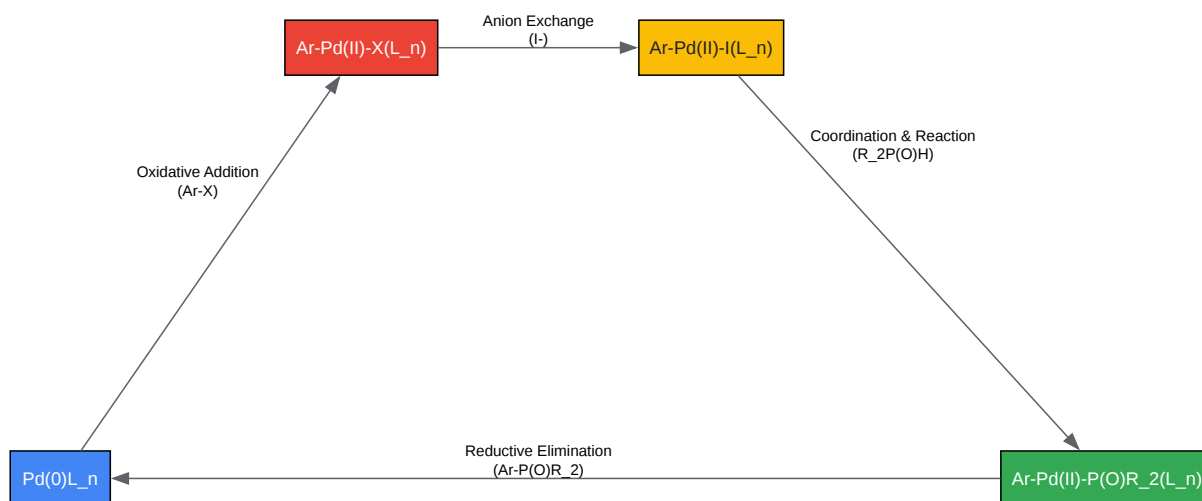 Anion Exchange
(I-)
Ar-Pd(II)-X(L_n)
Ar-Pd(II)-I(L_n)
Coordination & Reaction
(R_2P(O)H)
Oxidative Addition
(Ar-X)
Reductive Elimination
(Ar-P(O)R_2)
Pd(0)L_n
Ar-Pd(II)-P(O)R_2(L_n)